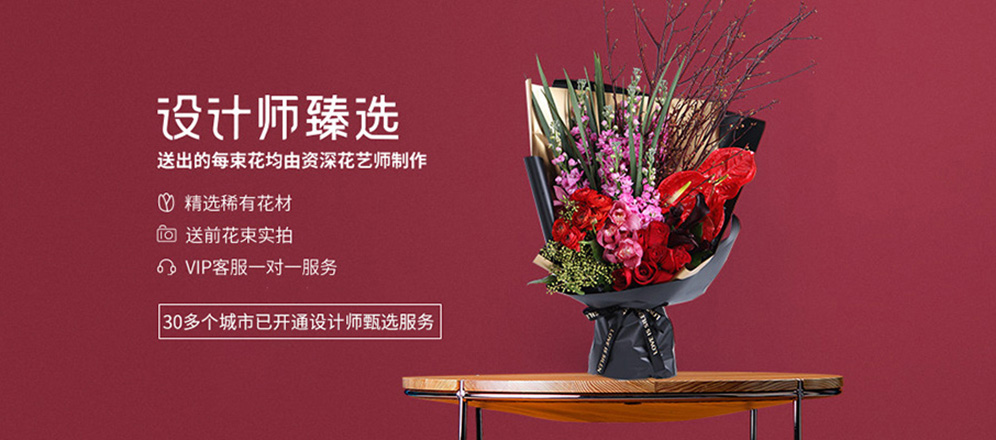 设计师臻选
送出的每束花均由资深花艺师制作
精选稀有花材
送前花束实拍
VIP客服一对一服务
30多个城市已开通设计师甄选服务